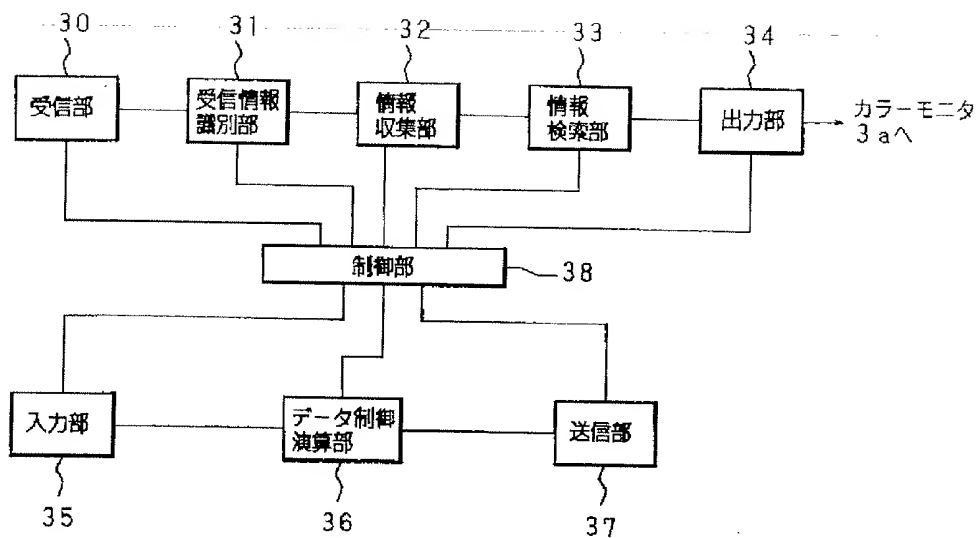 30
31
32
33
34
受信部
受信情報
識別部
情報
収集部
情報
検索部
出力部
カラーモニタ
3aへ
制御部
38
入力部
データ制御
演算部
送信部
35
36
37